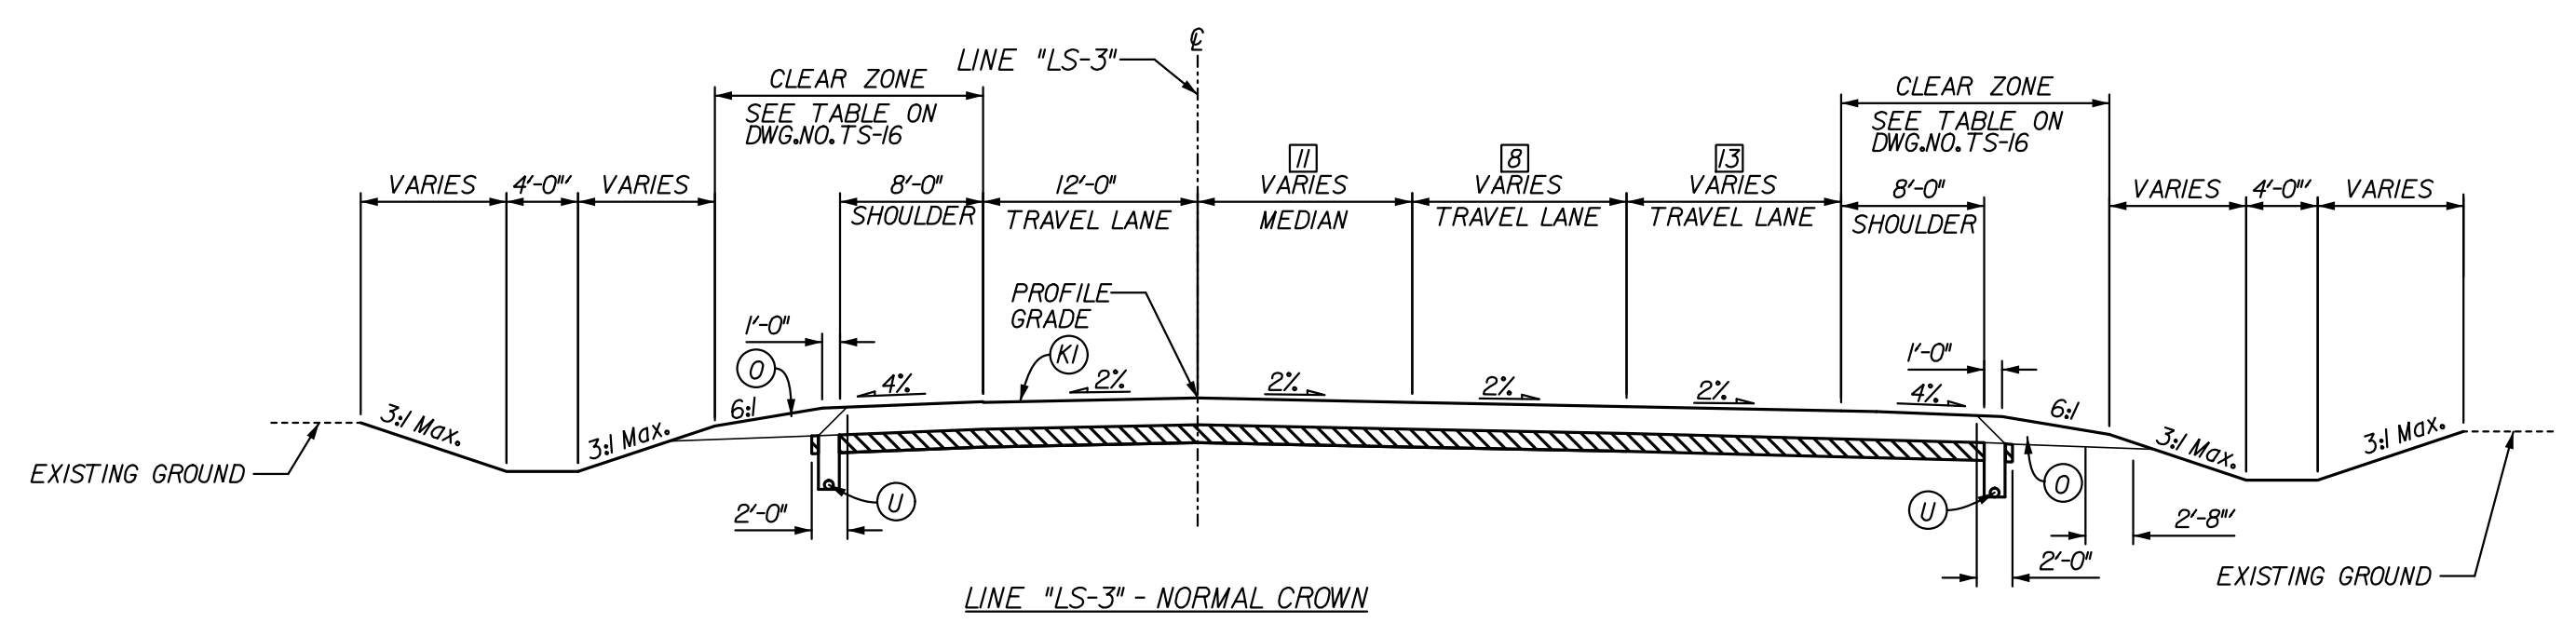 ℄
LINE "LS-3"
CLEAR ZONE
SEE TABLE ON
DWG.NO.TS-16
CLEAR ZONE
SEE TABLE ON
DWG.NO.TS-16
11
8
13
VARIES
4'-0"'
VARIES
8'-0"
SHOULDER
12'-0"
TRAVEL LANE
VARIES
MEDIAN
VARIES
TRAVEL LANE
VARIES
TRAVEL LANE
8'-0"
SHOULDER
VARIES
4'-0"'
VARIES
PROFILE
GRADE
1'-0"
1'-0"
K1
O
4%
2%
2%
2%
2%
4%
6:1
6:1
3:1 Max.
3:1 Max.
3:1 Max.
3:1 Max.
EXISTING GROUND
U
2'-0"
O
U
2'-8"'
2'-0"
EXISTING GROUND
LINE "LS-3" - NORMAL CROWN